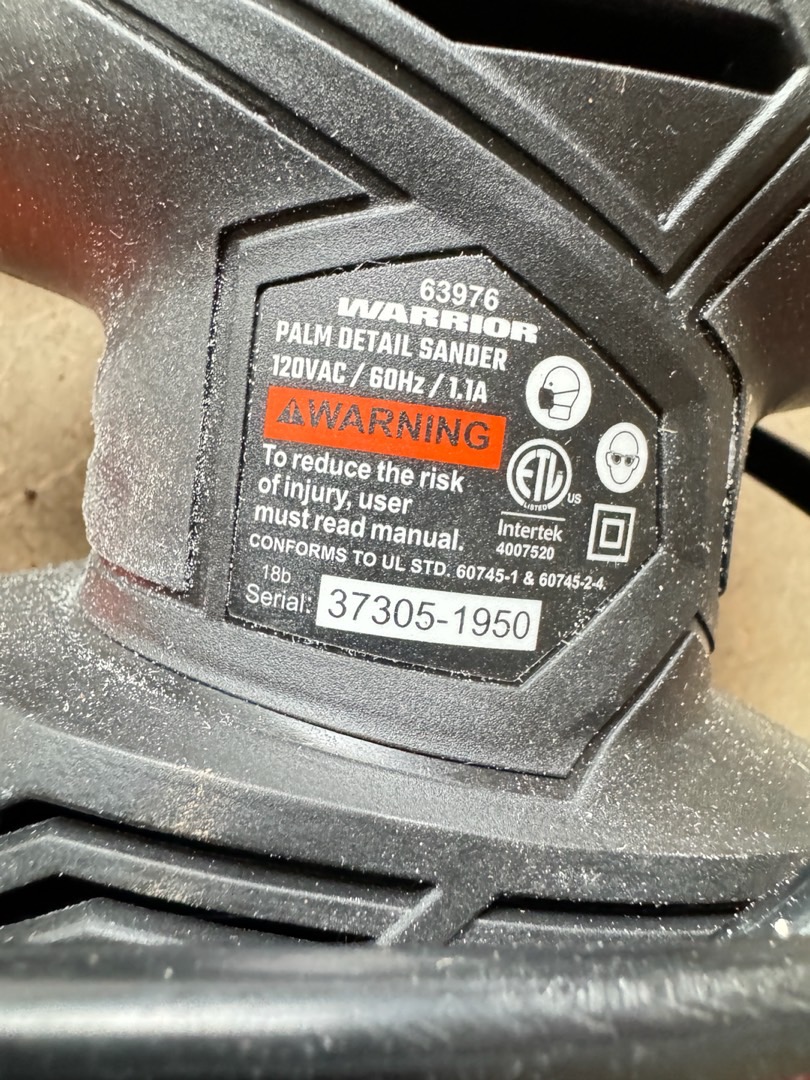 63976
WARRIOR
PALM DETAIL SANDER
120VAC / 60Hz / 1.1A
WARNING
To reduce the risk
of injury, user
must read manual.
ETL
LISTED
US
Intertek
4007520
CONFORMS TO UL STD. 60745-1 & 60745-2-4.
18b
Serial: 37305-1950